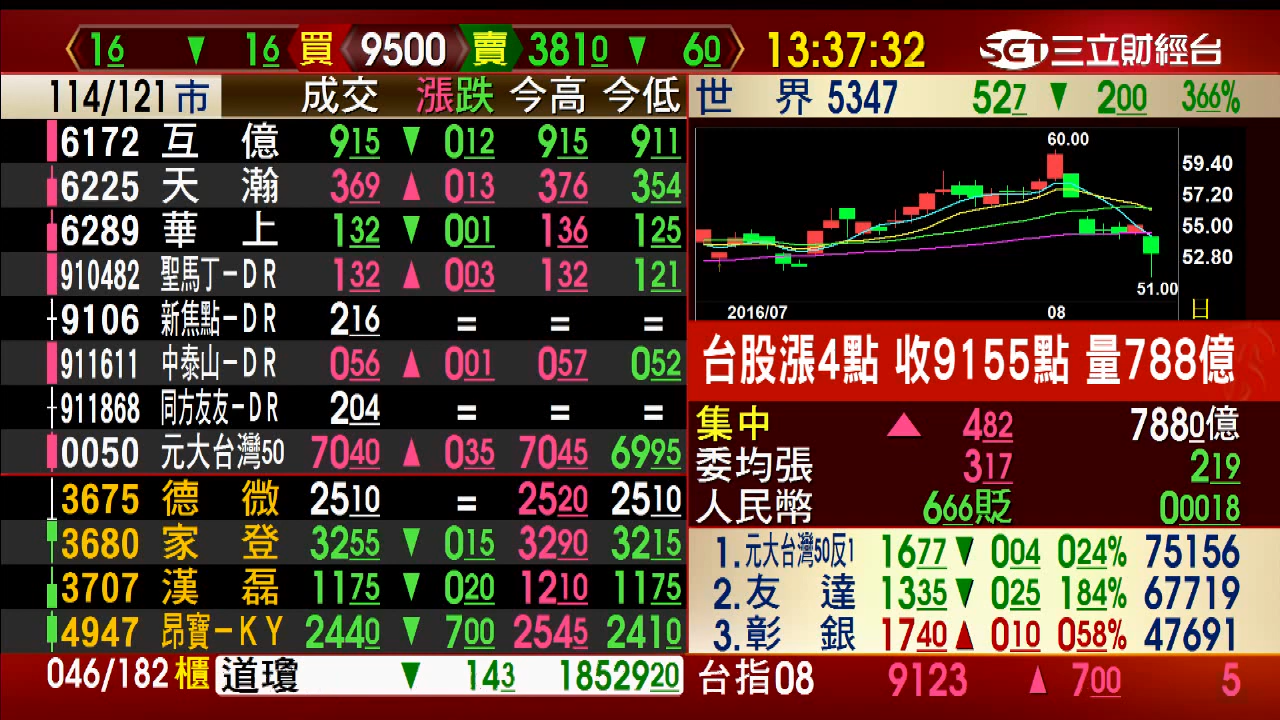 16 ▼ 16 買 9500 賣 3810 ▼ 60 13:37:32 SET 三立財經台
114/121 市 成交 漲跌 今高 今低
6172 互億 915 ▼ 012 915 911
6225 天瀚 369 ▲ 013 376 354
6289 華上 132 ▼ 001 136 125
910482 聖馬丁-DR 132 ▲ 003 132 121
9106 新焦點-DR 216 = = =
911611 中泰山-DR 056 ▲ 001 057 052
911868 同方友友-DR 204 = = =
0050 元大台灣50 7040 ▲ 035 7045 6995
3675 德微 2510 = 2520 2510
3680 家登 3255 ▼ 015 3290 3215
3707 漢磊 1175 ▼ 020 1210 1175
4947 昂寶-KY 2440 ▼ 700 2545 2410
046/182 櫃 道瓊 ▼ 143 1852920
世界 5347 527 ▼ 200 366%
60.00
59.40
57.20
55.00
52.80
51.00
2016/07 08 日
台股漲4點 收9155點 量788億
集中 ▲ 482 7880億
委均張 317 219
人民幣 666貶 00018
1.元大台灣50反1 1677 ▼ 004 024% 75156
2.友達 1335 ▼ 025 184% 67719
3.彰銀 1740 ▲ 010 058% 47691
台指08 9123 ▲ 700 5